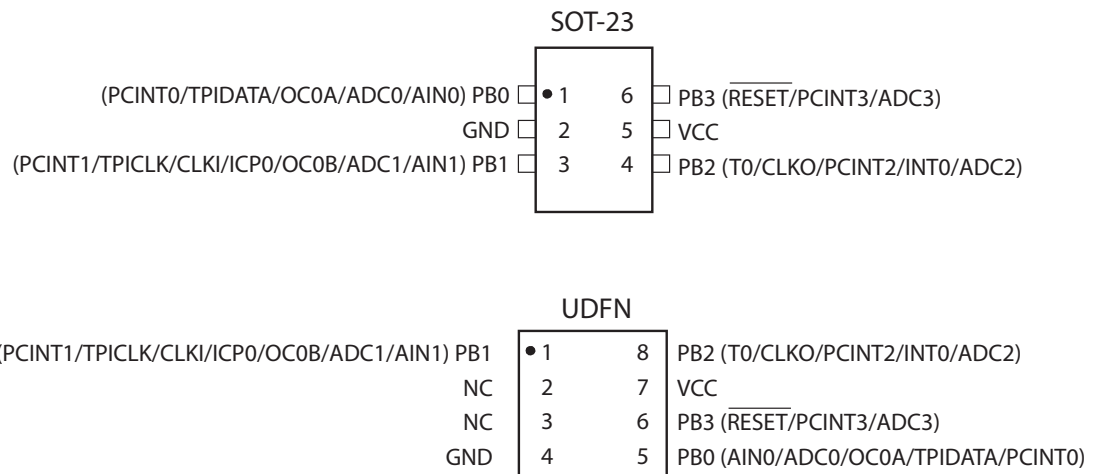 SOT-23
(PCINT0/TPIDATA/OC0A/ADC0/AIN0) PB0 1 6 PB3 (RESET/PCINT3/ADC3)
GND 2 5 VCC
(PCINT1/TPICLK/CLKI/ICP0/OC0B/ADC1/AIN1) PB1 3 4 PB2 (T0/CLKO/PCINT2/INT0/ADC2)
UDFN
(PCINT1/TPICLK/CLKI/ICP0/OC0B/ADC1/AIN1) PB1 1 8 PB2 (T0/CLKO/PCINT2/INT0/ADC2)
NC 2 7 VCC
NC 3 6 PB3 (RESET/PCINT3/ADC3)
GND 4 5 PB0 (AIN0/ADC0/OC0A/TPIDATA/PCINT0)